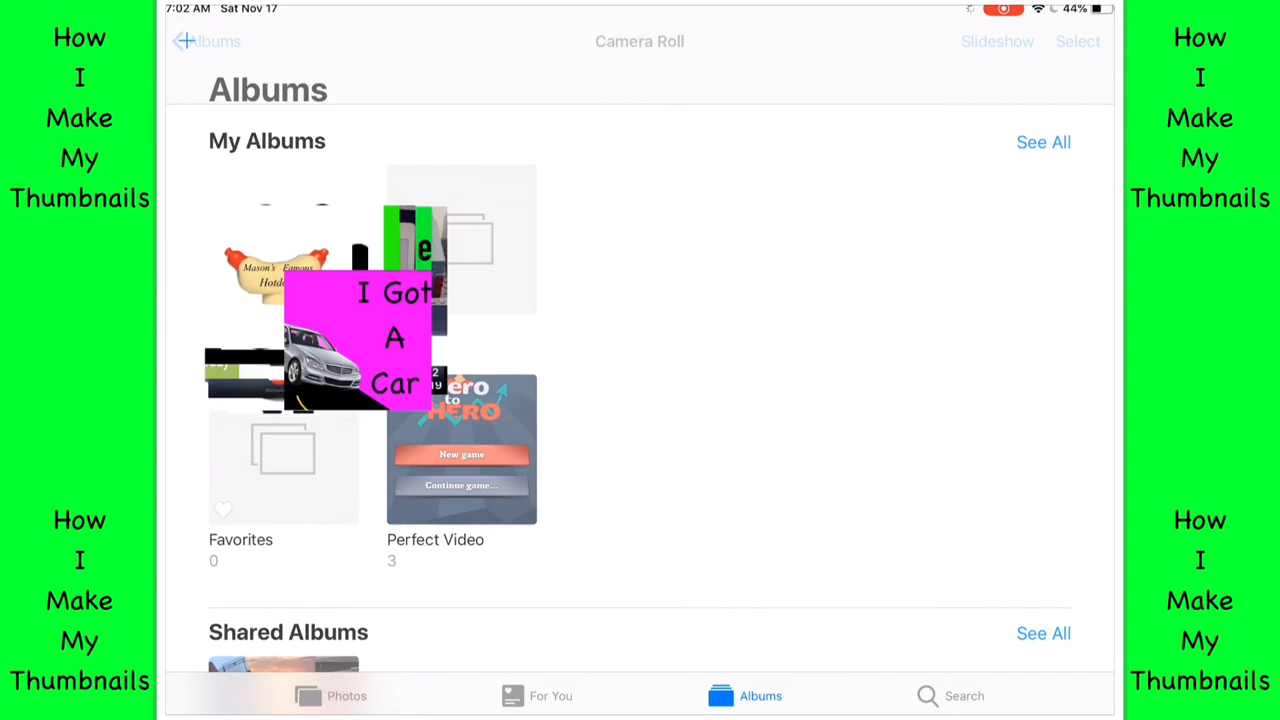 How
I
Make
My
Thumbnails
How
I
Make
My
Thumbnails
7:02 AM Sat Nov 17
44%
Albums
Camera Roll
Slideshow Select
Albums
My Albums
See All
Mason's Famous
e
I Got
A
Car
to
HERO
New game
Continue game...
Favorites
0
Perfect Video
3
Shared Albums
See All
Photos
For You
Albums
Search
How
I
Make
My
Thumbnails
How
I
Make
My
Thumbnails